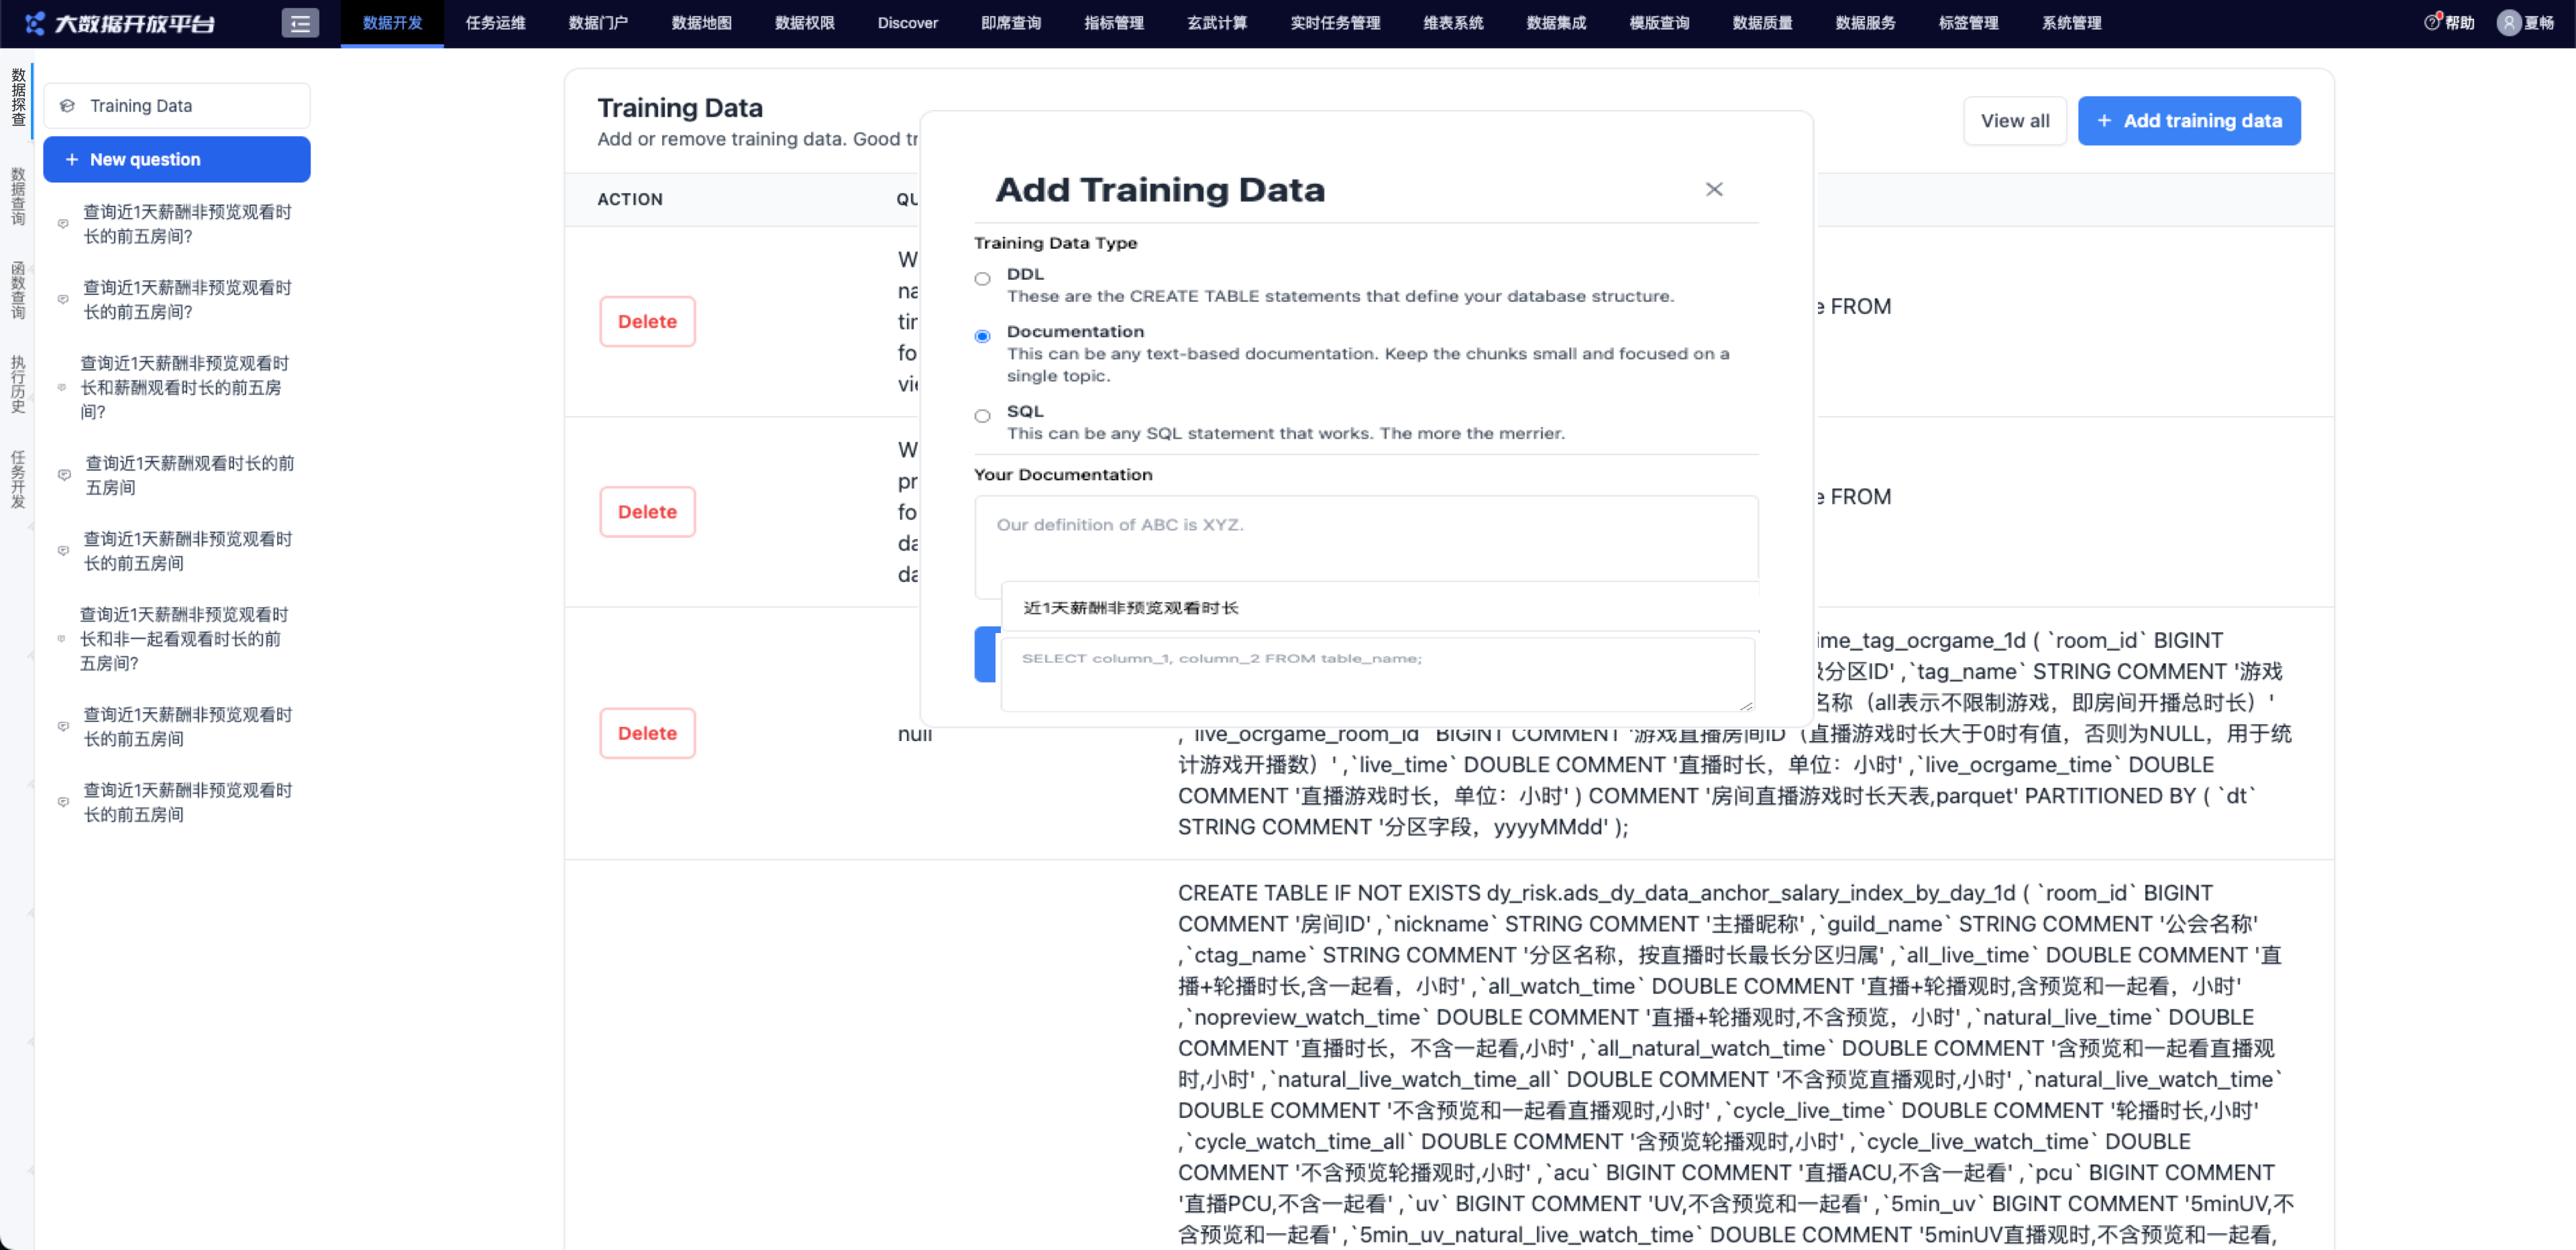 大数据开放平台
数据开发 任务运维 数据门户 数据地图 数据权限 Discover 即席查询 指标管理 玄武计算 实时任务管理 维表系统 数据集成 模版查询 数据质量 数据服务 标签管理 系统管理
帮助 夏畅
数据探查
数据查询
函数查询
执行历史
任务开发
Training Data
+ New question
查询近1天薪酬非预览观看时
长的前五房间?
查询近1天薪酬非预览观看时
长的前五房间?
查询近1天薪酬非预览观看时
长和薪酬观看时长的前五房
间?
查询近1天薪酬观看时长的前
五房间
查询近1天薪酬非预览观看时
长的前五房间
查询近1天薪酬非预览观看时
长和非一起看观看时长的前
五房间?
查询近1天薪酬非预览观看时
长的前五房间
查询近1天薪酬非预览观看时
长的前五房间
Training Data
Add or remove training data. Good tr
View all
+ Add training data
ACTION
QU
Delete
W
na
tin
fo
vie
e FROM
Delete
W
pr
fo
da
da
e FROM
Add Training Data
Training Data Type
DDL
These are the CREATE TABLE statements that define your database structure.
Documentation
This can be any text-based documentation. Keep the chunks small and focused on a
single topic.
SQL
This can be any SQL statement that works. The more the merrier.
Your Documentation
Our definition of ABC is XYZ.
近1天薪酬非预览观看时长
SELECT column_1, column_2 FROM table_name;
Delete
null
ime_tag_ocrgame_1d ( `room_id` BIGINT
分区ID' ,`tag_name` STRING COMMENT '游戏
名称（all表示不限制游戏，即房间开播总时长）'
,`live_ocrgame_room_id` BIGINT COMMENT '游戏直播房间ID（直播游戏时长大于0时有值，否则为NULL，用于统
计游戏开播数）' ,`live_time` DOUBLE COMMENT '直播时长，单位：小时' ,`live_ocrgame_time` DOUBLE
COMMENT '直播游戏时长，单位：小时' ) COMMENT '房间直播游戏时长天表,parquet' PARTITIONED BY ( `dt`
STRING COMMENT '分区字段，yyyyMMdd' );
CREATE TABLE IF NOT EXISTS dy_risk.ads_dy_data_anchor_salary_index_by_day_1d ( `room_id` BIGINT
COMMENT '房间ID' ,`nickname` STRING COMMENT '主播昵称' ,`guild_name` STRING COMMENT '公会名称'
,`ctag_name` STRING COMMENT '分区名称，按直播时长最长分区归属' ,`all_live_time` DOUBLE COMMENT '直
播+轮播时长,含一起看，小时' ,`all_watch_time` DOUBLE COMMENT '直播+轮播观时,含预览和一起看，小时'
,`nopreview_watch_time` DOUBLE COMMENT '直播+轮播观时,不含预览，小时' ,`natural_live_time` DOUBLE
COMMENT '直播时长，不含一起看,小时' ,`all_natural_watch_time` DOUBLE COMMENT '含预览和一起看直播观
时,小时' ,`natural_live_watch_time_all` DOUBLE COMMENT '不含预览直播观时,小时' ,`natural_live_watch_time`
DOUBLE COMMENT '不含预览和一起看直播观时,小时' ,`cycle_live_time` DOUBLE COMMENT '轮播时长,小时'
,`cycle_watch_time_all` DOUBLE COMMENT '含预览轮播观时,小时' ,`cycle_live_watch_time` DOUBLE
COMMENT '不含预览轮播观时,小时' ,`acu` BIGINT COMMENT '直播ACU,不含一起看' ,`pcu` BIGINT COMMENT
'直播PCU,不含一起看' ,`uv` BIGINT COMMENT 'UV,不含预览和一起看' ,`5min_uv` BIGINT COMMENT '5minUV,不
含预览和一起看' ,`5min_uv_natural_live_watch_time` DOUBLE COMMENT '5minUV直播观时,不含预览和一起看,